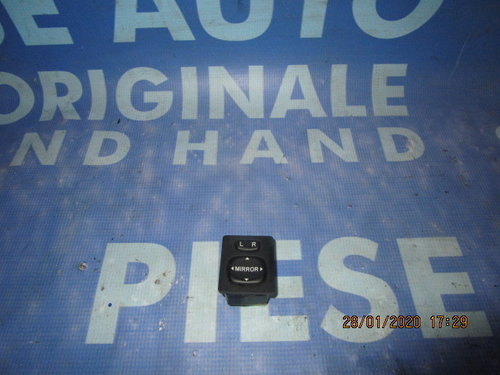 SE AUTO
ORIGINALE
ND HAND
PIESE
L R
MIRROR
28/01/2020 17:29